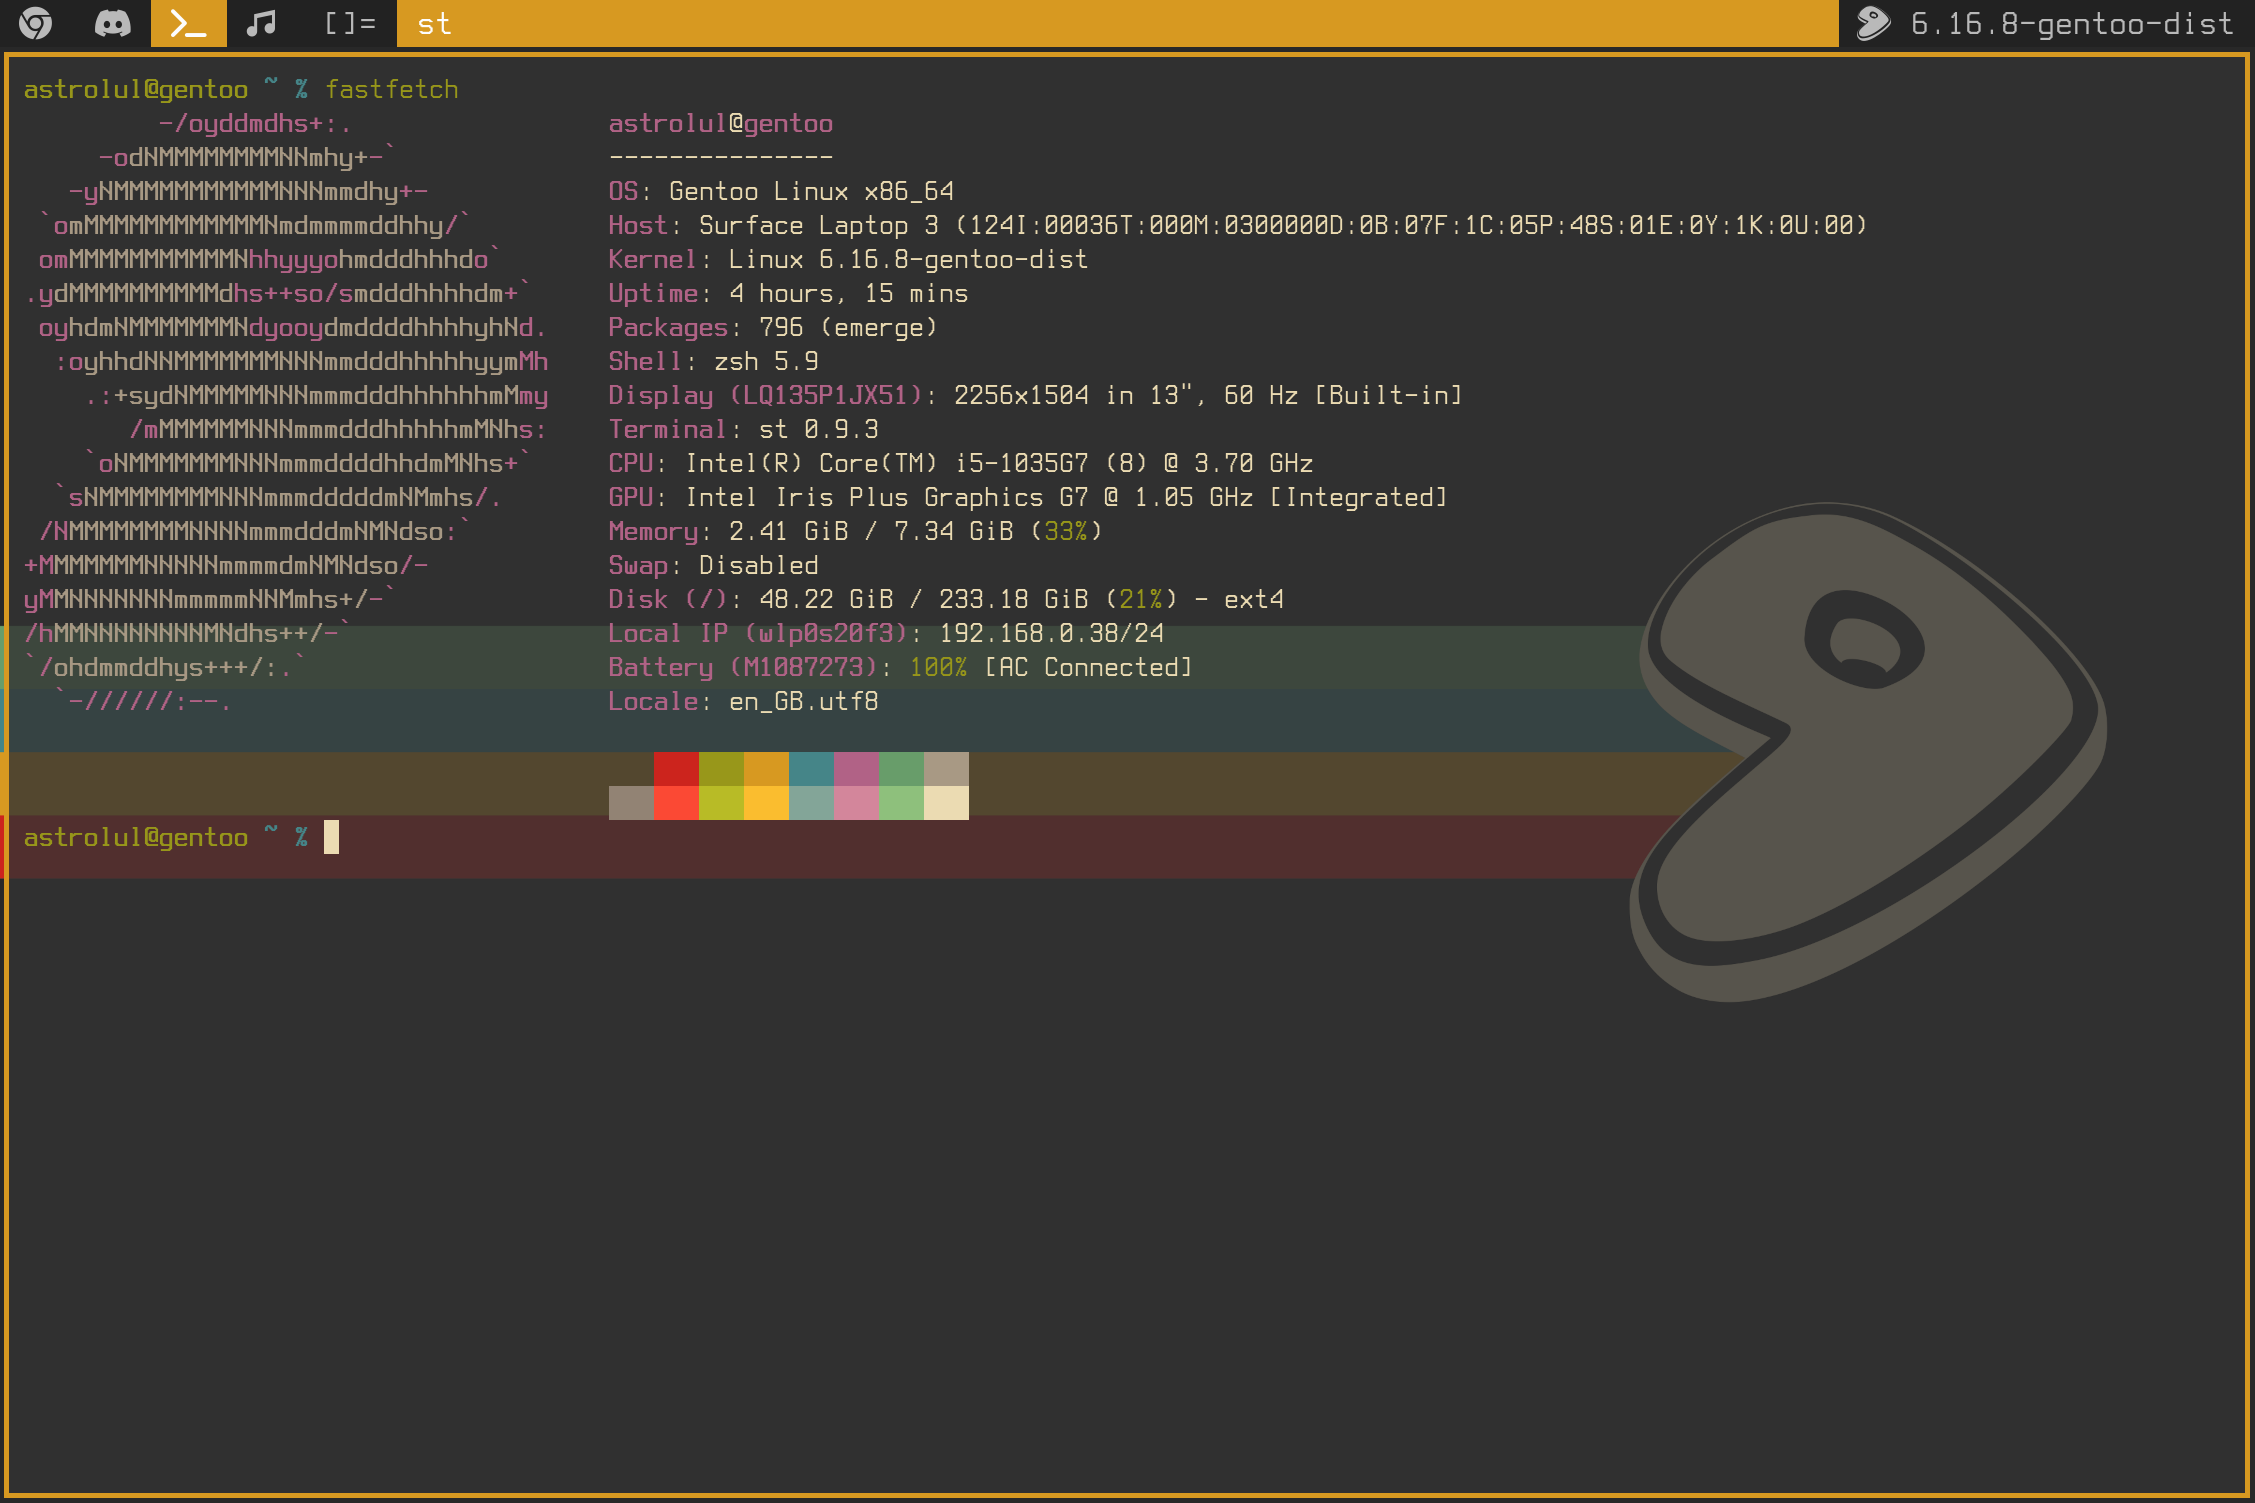 []= st 6.16.8-gentoo-dist
astrolul@gentoo ~ % fastfetch
-/oyddmdhs+:. astrolul@gentoo
-odNMMMMMMMMNNmhy+-` ---------------
-yNMMMMMMMMMMMNNNmmdhy+- OS: Gentoo Linux x86_64
`omMMMMMMMMMMMMNmdmmmmddhhy/` Host: Surface Laptop 3 (124I:00036T:000M:0300000D:0B:07F:1C:05P:48S:01E:0Y:1K:0U:00)
omMMMMMMMMMMMNhhyyyohmdddhhhdo` Kernel: Linux 6.16.8-gentoo-dist
.ydMMMMMMMMMMdhs++so/smdddhhhhdm+` Uptime: 4 hours, 15 mins
oyhdmNMMMMMMMNdyooydmddddhhhhyhNd. Packages: 796 (emerge)
:oyhhdNNMMMMMMMNNNmmdddhhhhhyymMh Shell: zsh 5.9
.:+sydNMMMMMNNNmmmdddhhhhhhmMmy Display (LQ135P1JX51): 2256x1504 in 13", 60 Hz [Built-in]
/mMMMMMMNNNmmmdddhhhhhmMNhs: Terminal: st 0.9.3
`oNMMMMMMMNNNmmmddddhhdmMNhs+` CPU: Intel(R) Core(TM) i5-1035G7 (8) @ 3.70 GHz
`sNMMMMMMMMNNNmmmdddddmNMmhs/. GPU: Intel Iris Plus Graphics G7 @ 1.05 GHz [Integrated]
/NMMMMMMMMNNNNmmmdddmNMNdso:` Memory: 2.41 GiB / 7.34 GiB (33%)
+MMMMMMMNNNNNmmmmdmNMNdso/- Swap: Disabled
yMMNNNNNNNmmmmmNNMmhs+/-` Disk (/): 48.22 GiB / 233.18 GiB (21%) - ext4
/hMMNNNNNNNNMNdhs++/-` Local IP (wlp0s20f3): 192.168.0.38/24
`/ohdmmddhys+++/:.` Battery (M1087273): 100% [AC Connected]
`-//////:--. Locale: en_GB.utf8
astrolul@gentoo ~ %